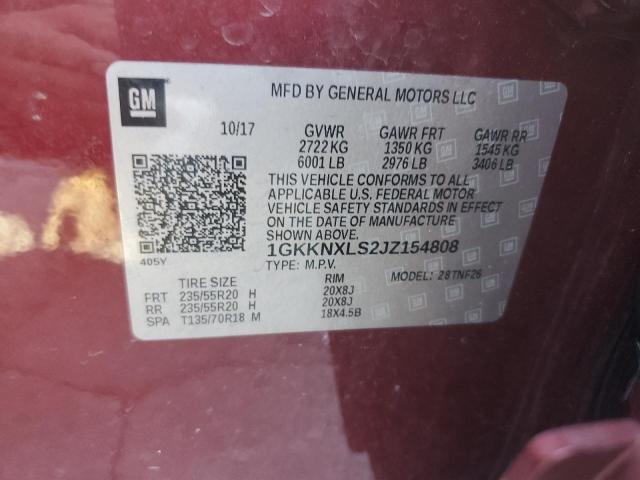 GM
MFD BY GENERAL MOTORS LLC
10/17 GVWR GAWR FRT GAWR RR
2722 KG 1350 KG 1545 KG
6001 LB 2976 LB 3406 LB
THIS VEHICLE CONFORMS TO ALL
APPLICABLE U.S. FEDERAL MOTOR
VEHICLE SAFETY STANDARDS IN EFFECT
ON THE DATE OF MANUFACTURE
SHOWN ABOVE.
1GKKNXLS2JZ154808
405Y
TYPE: M.P.V. MODEL: 28TNF26
TIRE SIZE RIM
FRT 235/55R20 H 20X8J
RR 235/55R20 H 20X8J
SPA T135/70R18 M 18X4.5B